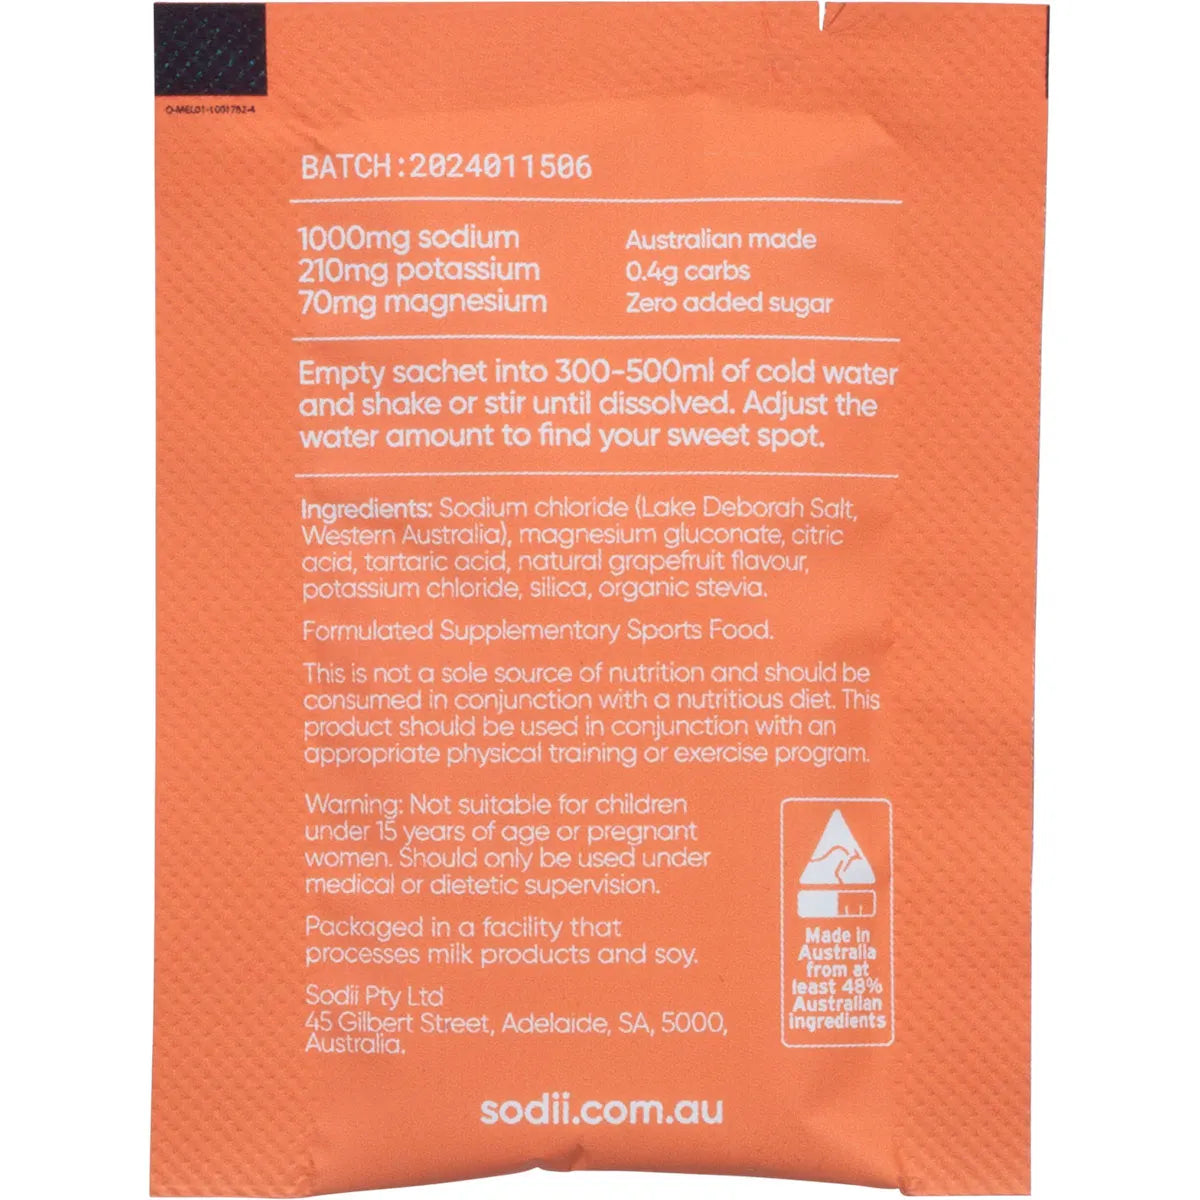 BATCH:2024011506
1000mg sodium
210mg potassium
70mg magnesium
Australian made
0.4g carbs
Zero added sugar
Empty sachet into 300-500ml of cold water
and shake or stir until dissolved. Adjust the
water amount to find your sweet spot.
Ingredients: Sodium chloride (Lake Deborah Salt,
Western Australia), magnesium gluconate, citric
acid, tartaric acid, natural grapefruit flavour,
potassium chloride, silica, organic stevia.
Formulated Supplementary Sports Food.
This is not a sole source of nutrition and should be
consumed in conjunction with a nutritious diet. This
product should be used in conjunction with an
appropriate physical training or exercise program.
Warning: Not suitable for children
under 15 years of age or pregnant
women. Should only be used under
medical or dietetic supervision.
Packaged in a facility that
processes milk products and soy.
Sodii Pty Ltd
45 Gilbert Street, Adelaide, SA, 5000,
Australia.
Made in
Australia
from at
least 48%
Australian
ingredients
sodii.com.au